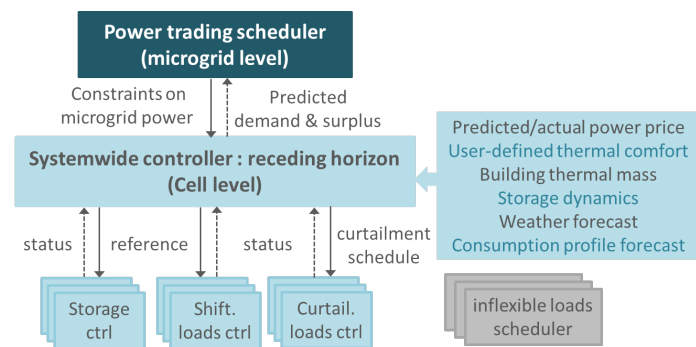 Power trading scheduler
(microgrid level)
Constraints on
microgrid power
Predicted
demand & surplus
Systemwide controller : receding horizon
(Cell level)
Predicted/actual power price
User-defined thermal comfort
Building thermal mass
Storage dynamics
Weather forecast
Consumption profile forecast
status
reference
status
curtailment
schedule
Storage
ctrl
Shift.
loads ctrl
Curtail.
loads ctrl
inflexible loads
scheduler